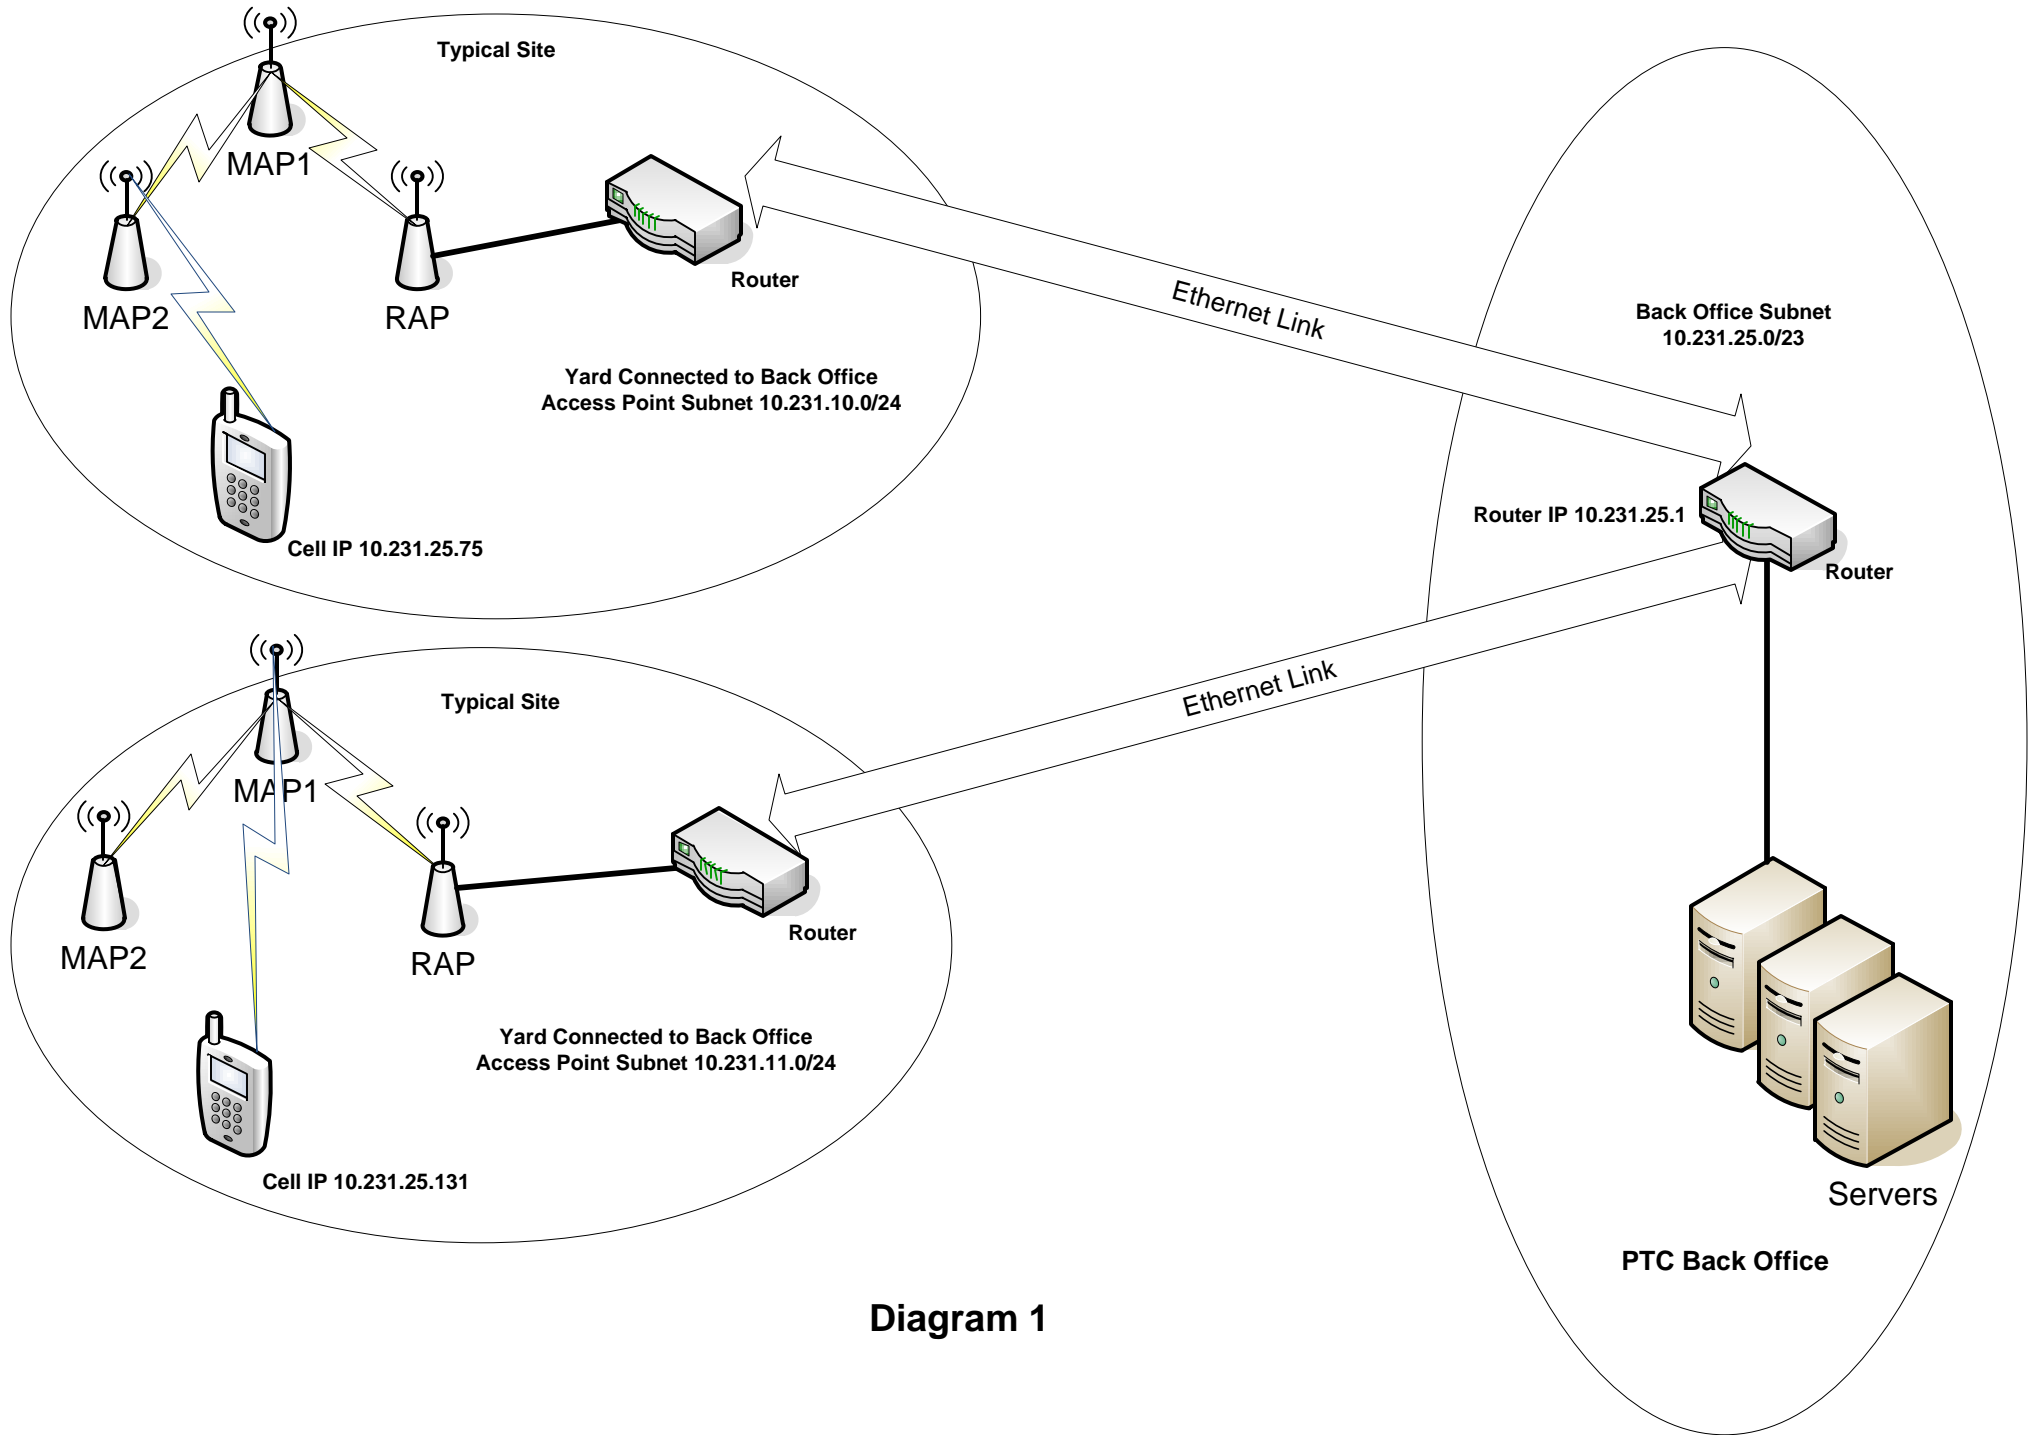 Typical Site
MAP1
MAP2
RAP
Router
Yard Connected to Back Office
Access Point Subnet 10.231.10.0/24
Cell IP 10.231.25.75
Ethernet Link
Back Office Subnet
10.231.25.0/23
Router IP 10.231.25.1
Router
Typical Site
MAP1
MAP2
RAP
Router
Yard Connected to Back Office
Access Point Subnet 10.231.11.0/24
Cell IP 10.231.25.131
Ethernet Link
Servers
PTC Back Office
Diagram 1